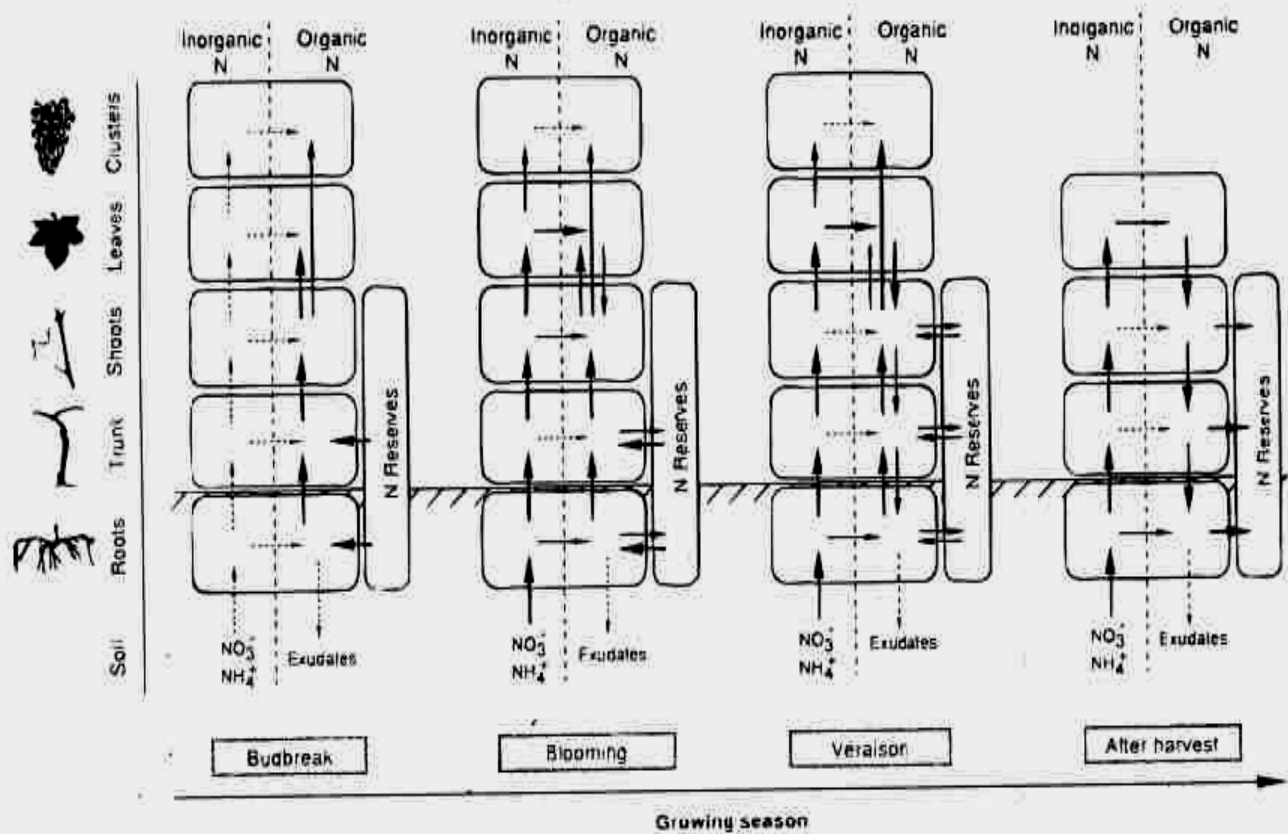 Inorganic Organic
N N
Inorganic Organic
N N
Inorganic Organic
N N
Inorganic Organic
N N
Clusters
Leaves
Shoots
Trunk
Roots
Soil
N Reserves
N Reserves
N Reserves
N Reserves
NO₃⁻
NH₄⁺
Exudates
NO₃⁻
NH₄⁺
Exudates
NO₃⁻
NH₄⁺
Exudates
NO₃⁻
NH₄⁺
Exudates
Budbreak
Blooming
Véraison
After harvest
Growing season